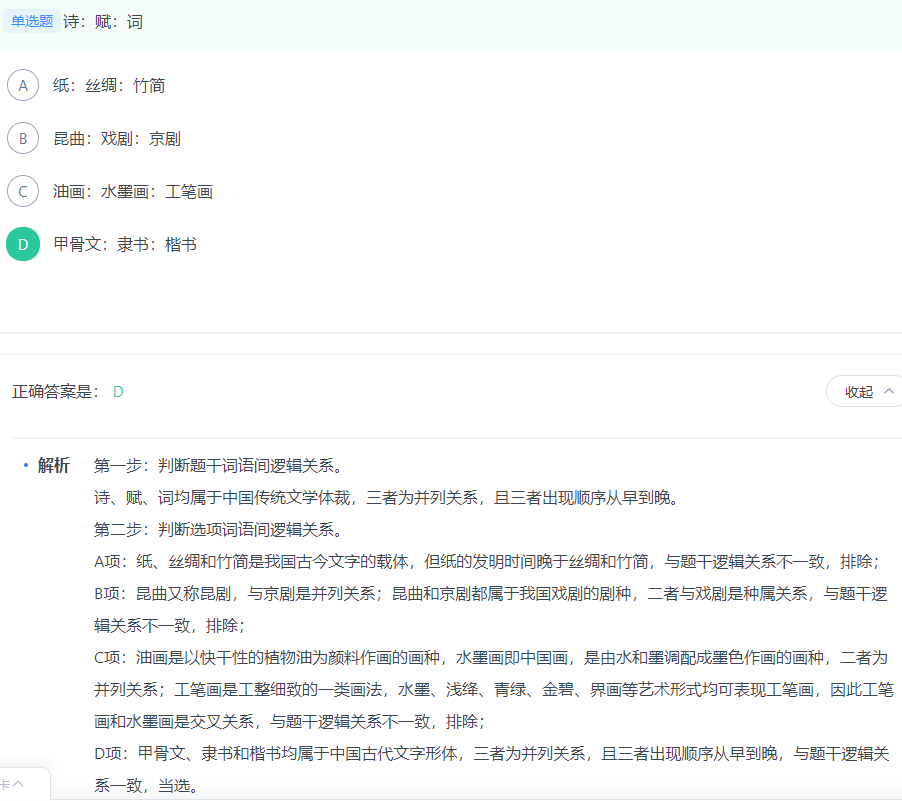 单选题 诗：赋：词
A 纸：丝绸：竹简
B 昆曲：戏剧：京剧
C 油画：水墨画：工笔画
D 甲骨文：隶书：楷书
正确答案是： D
收起
• 解析 第一步：判断题干词语间逻辑关系。
诗、赋、词均属于中国传统文学体裁，三者为并列关系，且三者出现顺序从早到晚。
第二步：判断选项词语间逻辑关系。
A项：纸、丝绸和竹简是我国古今文字的载体，但纸的发明时间晚于丝绸和竹简，与题干逻辑关系不一致，排除；
B项：昆曲又称昆剧，与京剧是并列关系；昆曲和京剧都属于我国戏剧的剧种，二者与戏剧是种属关系，与题干逻
辑关系不一致，排除；
C项：油画是以快干性的植物油为颜料作画的画种，水墨画即中国画，是由水和墨调配成墨色作画的画种，二者为
并列关系；工笔画是工整细致的一类画法，水墨、浅绛、青绿、金碧、界画等艺术形式均可表现工笔画，因此工笔
画和水墨画是交叉关系，与题干逻辑关系不一致，排除；
D项：甲骨文、隶书和楷书均属于中国古代文字形体，三者为并列关系，且三者出现顺序从早到晚，与题干逻辑关
系一致，当选。
卡